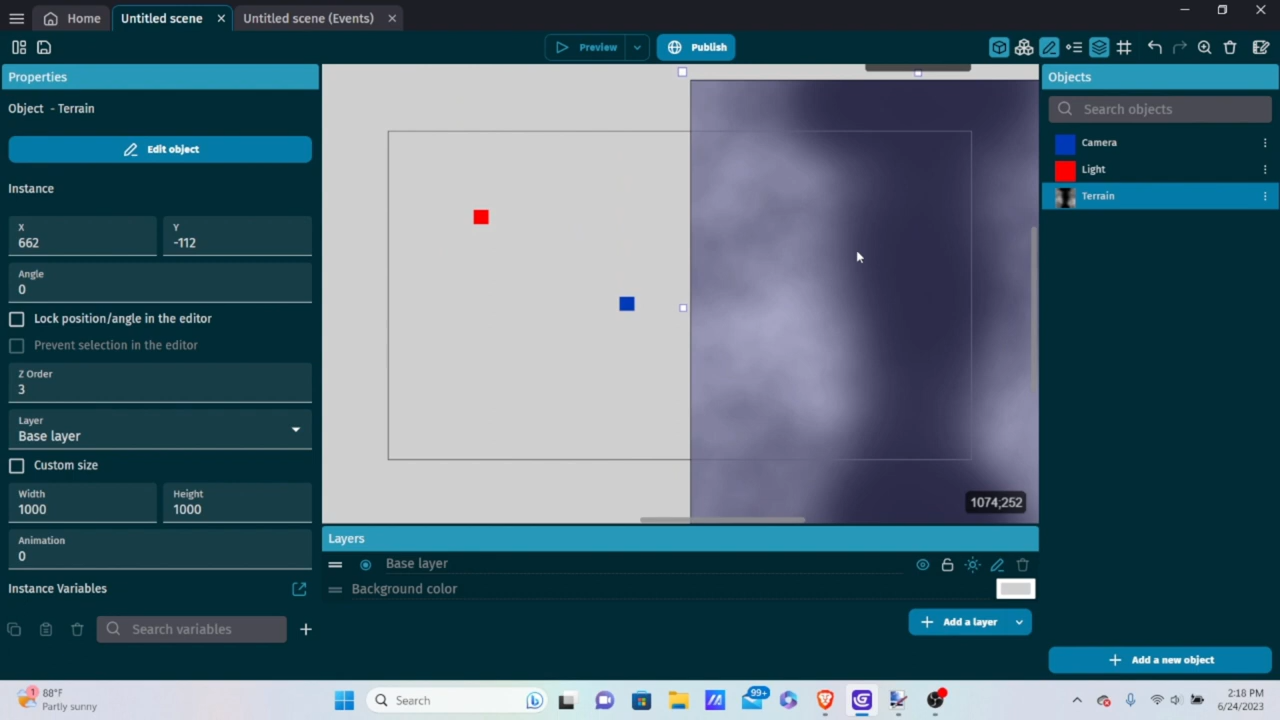 Home
Untitled scene
Untitled scene (Events)
Preview
Publish
Properties
Object - Terrain
Edit object
Instance
X
662
Y
-112
Angle
0
Lock position/angle in the editor
Prevent selection in the editor
Z Order
3
Layer
Base layer
Custom size
Width
1000
Height
1000
Animation
0
Instance Variables
Search variables
1074;252
Layers
Base layer
Background color
Add a layer
Objects
Search objects
Camera
Light
Terrain
Add a new object
1
88°F
Partly sunny
Search
99+
2:18 PM
6/24/2023